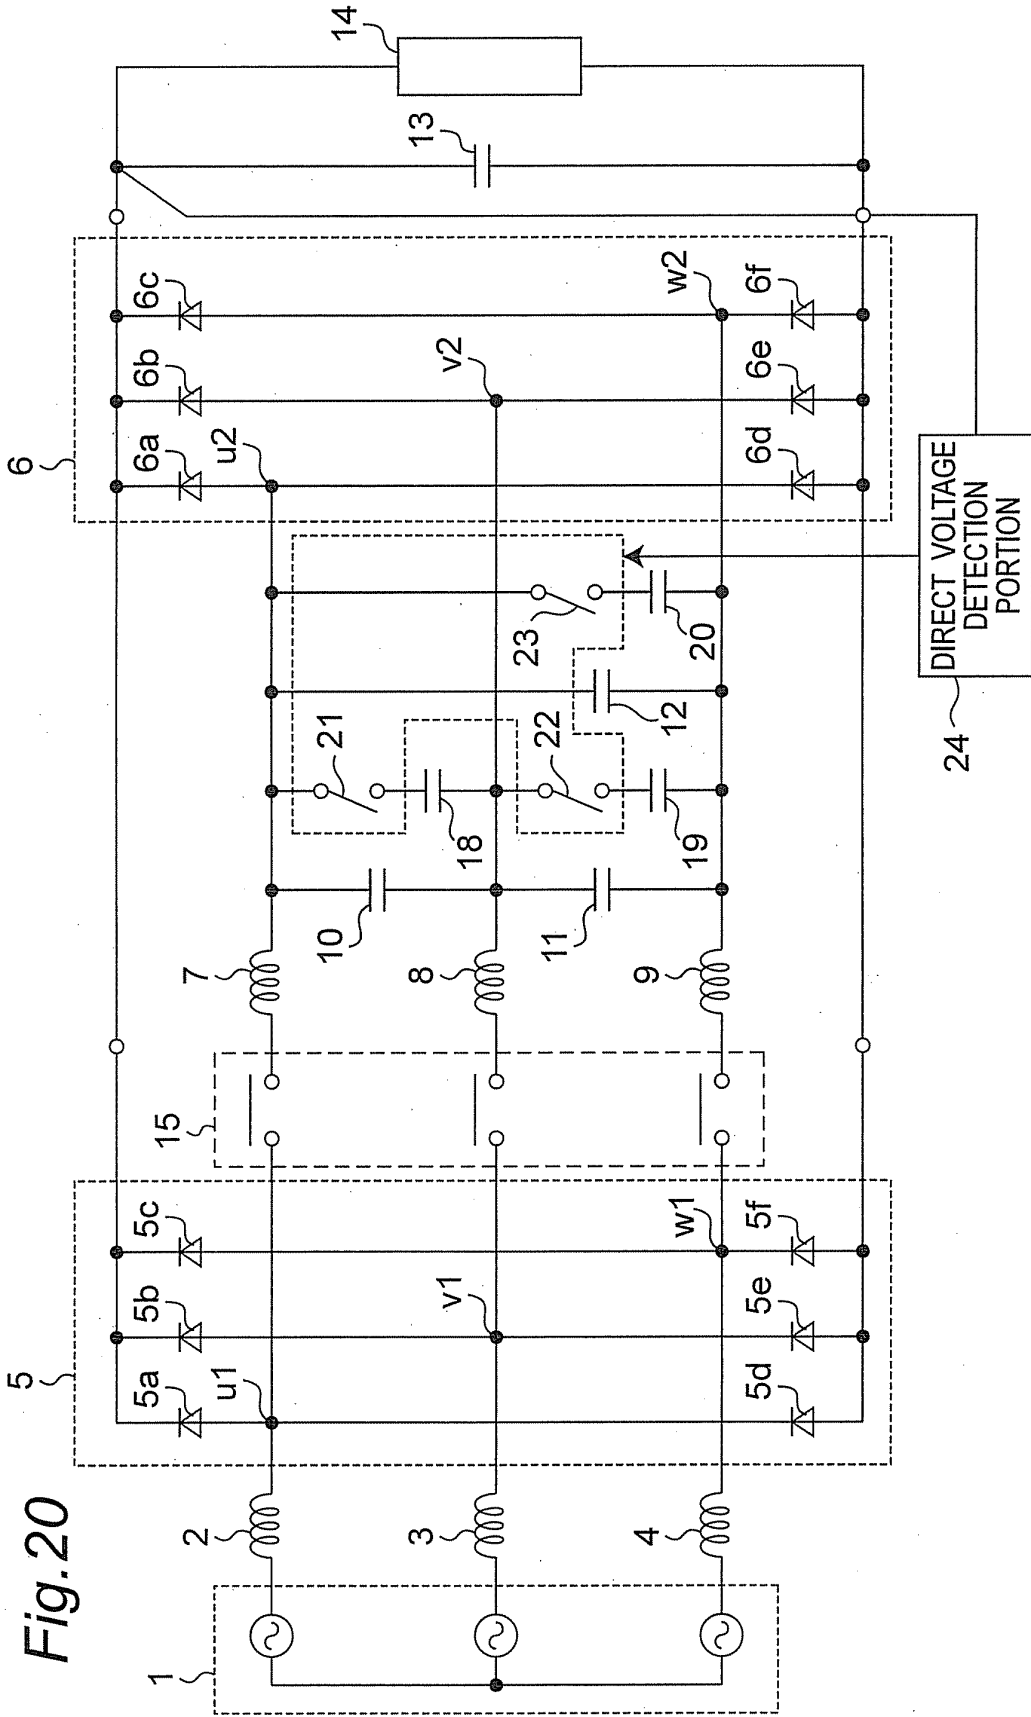 Fig.20
1
2
3
4
5
5a
5b
5c
u1
v1
w1
5d
5e
5f
15
7
8
9
10
11
21
18
22
19
12
23
20
6
6a
6b
6c
u2
v2
w2
6d
6e
6f
13
14
24
DIRECT VOLTAGE
DETECTION
PORTION